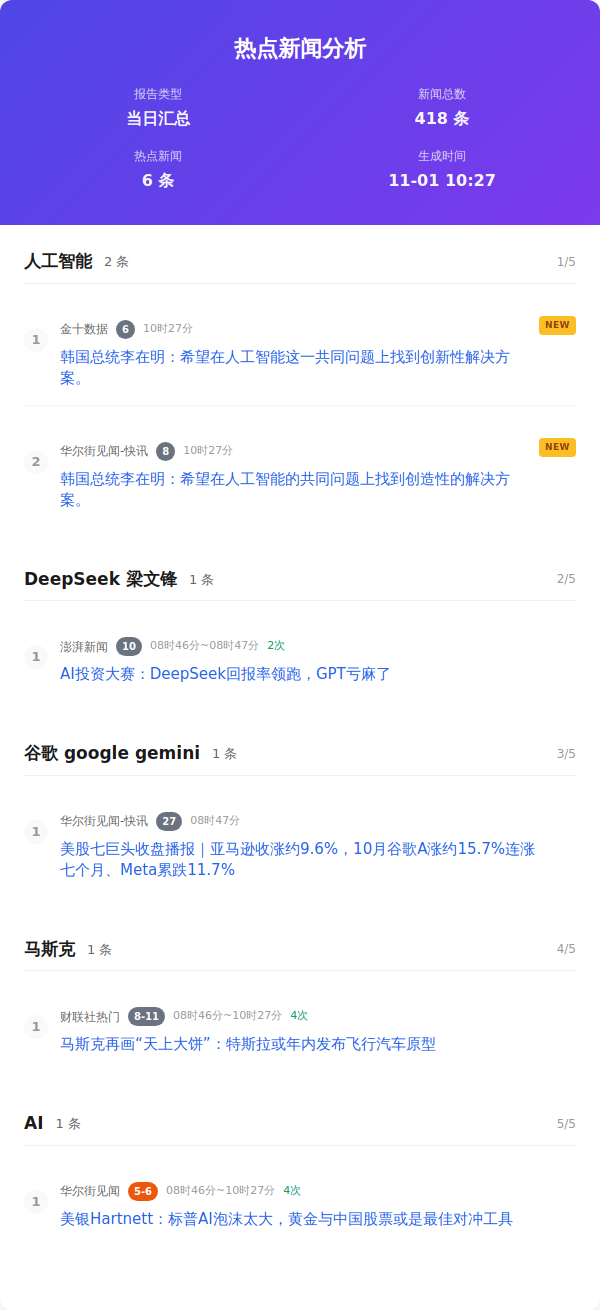 热点新闻分析
报告类型
新闻总数
当日汇总
418 条
热点新闻
生成时间
6 条
11-01 10:27
人工智能 2 条 1/5
1 金十数据 6 10时27分 NEW
韩国总统李在明：希望在人工智能这一共同问题上找到创新性解决方
案。
2 华尔街见闻-快讯 8 10时27分 NEW
韩国总统李在明：希望在人工智能的共同问题上找到创造性的解决方
案。
DeepSeek 梁文锋 1 条 2/5
1 澎湃新闻 10 08时46分~08时47分 2次
AI投资大赛：DeepSeek回报率领跑，GPT亏麻了
谷歌 google gemini 1 条 3/5
1 华尔街见闻-快讯 27 08时47分
美股七巨头收盘播报｜亚马逊收涨约9.6%，10月谷歌A涨约15.7%连涨
七个月、Meta累跌11.7%
马斯克 1 条 4/5
1 财联社热门 8-11 08时46分~10时27分 4次
马斯克再画“天上大饼”：特斯拉或年内发布飞行汽车原型
AI 1 条 5/5
1 华尔街见闻 5-6 08时46分~10时27分 4次
美银Hartnett：标普AI泡沫太大，黄金与中国股票或是最佳对冲工具